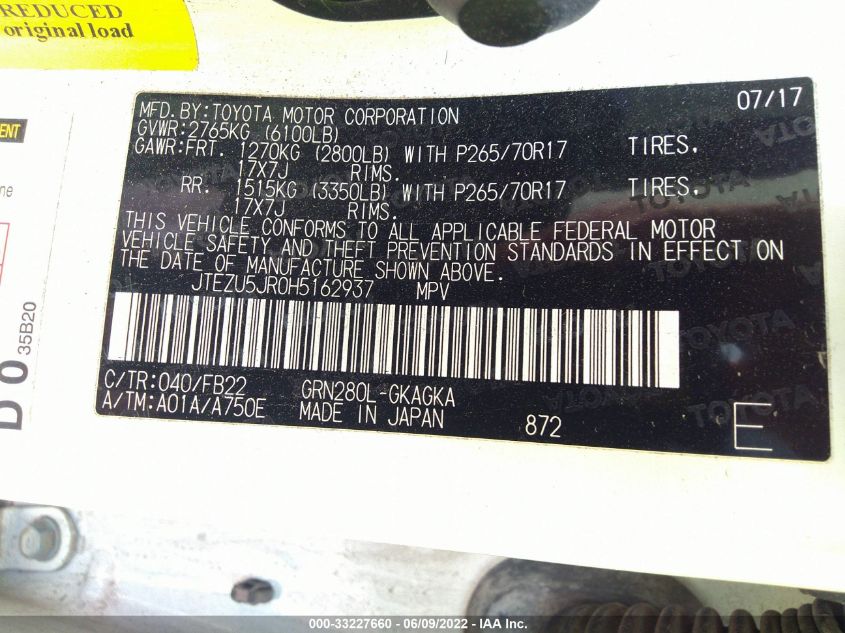 REDUCED
original load
ENT
me
D 0 35B20
07/17
MFD.BY:TOYOTA MOTOR CORPORATION
GVWR:2765KG (6100LB)
GAWR:FRT. 1270KG (2800LB) WITH P265/70R17 TIRES,
17X7J RIMS.
RR. 1515KG (3350LB) WITH P265/70R17 TIRES,
17X7J RIMS.
THIS VEHICLE CONFORMS TO ALL APPLICABLE FEDERAL MOTOR
VEHICLE SAFETY AND THEFT PREVENTION STANDARDS IN EFFECT ON
THE DATE OF MANUFACTURE SHOWN ABOVE.
JTEZU5JR0H5162937 MPV
C/TR:040/FB22 GRN280L-GKAGKA
A/TM:A01A/A750E MADE IN JAPAN 872 E
000-33227660 - 06/09/2022 - IAA Inc.